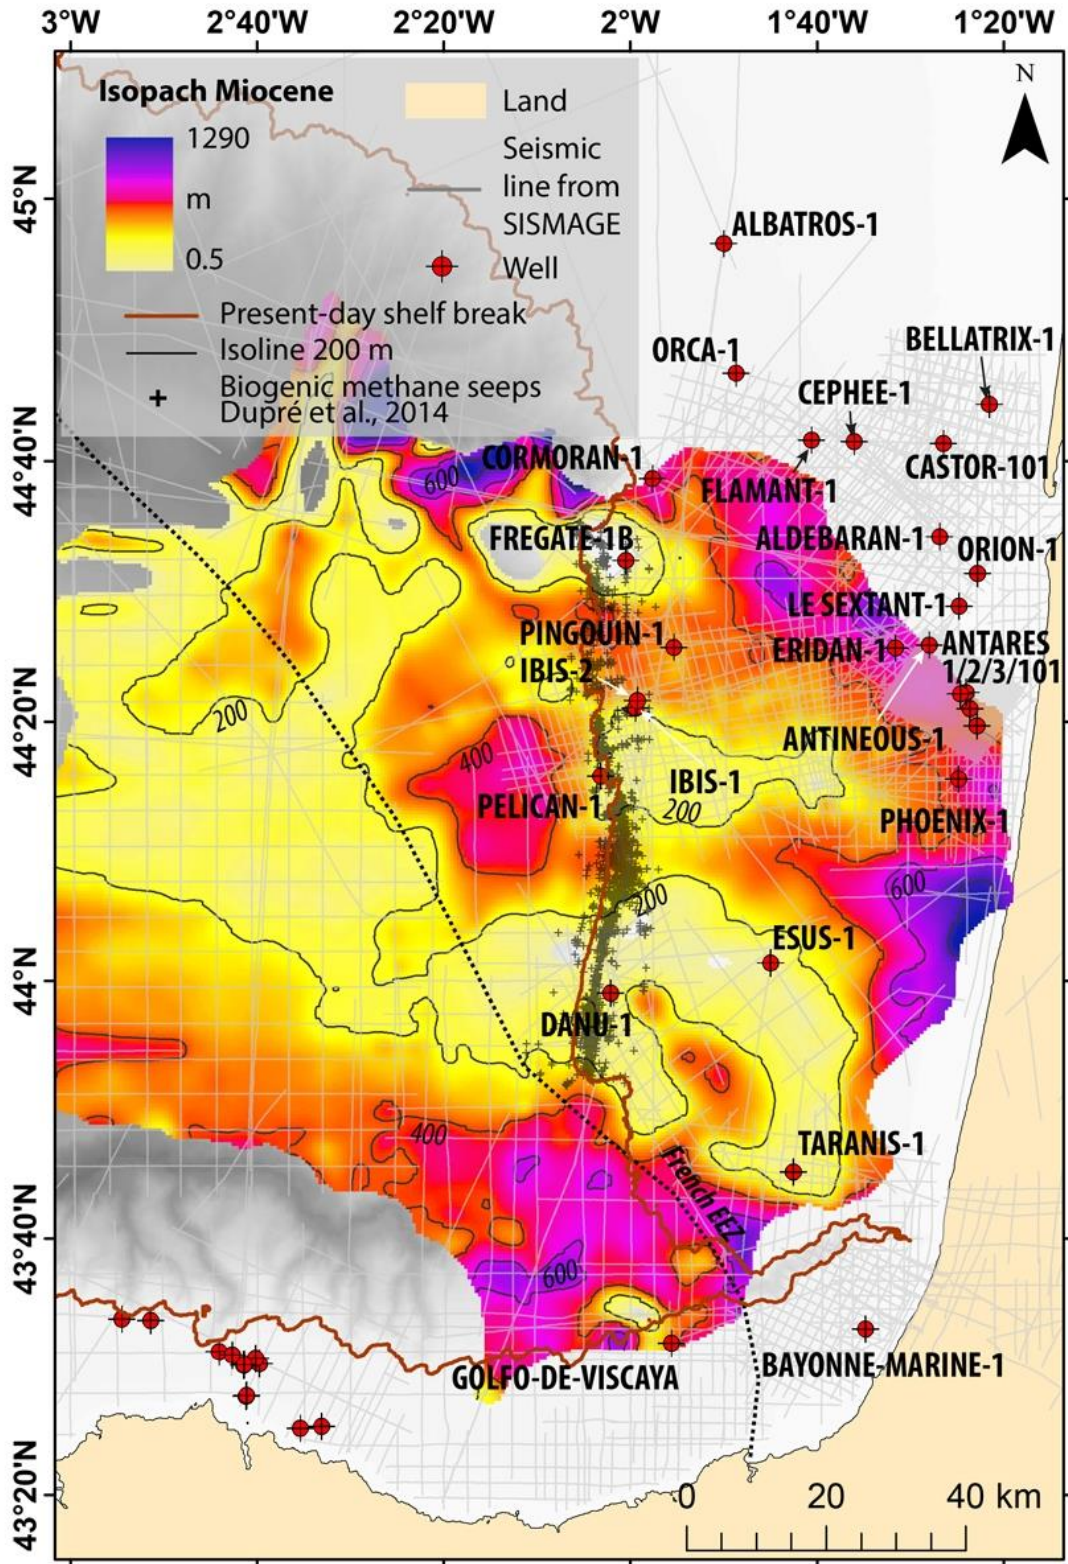 3°W 2°40'W 2°20'W 2°0'W 1°40'W 1°20'W
N
Isopach Miocene
1290
m
0.5
Land
Seismic
line from
SISMAGE
Well
Present-day shelf break
Isoline 200 m
Biogenic methane seeps
Dupré et al., 2014
45°N
44°40'N
44°20'N
44°N
43°40'N
43°20'N
ALBATROS-1
ORCA-1
BELLATRIX-1
CEPHEE-1
CORMORAN-1
600
FLAMANT-1
CASTOR-101
FREGATE-1B
ALDEBARAN-1
ORION-1
LE SEXTANT-1
PINGOUIN-1
ERIDAN-1
ANTARES
1/2/3/101
IBIS-2
200
ANTINEOUS-1
400
IBIS-1
PELICAN-1
200
PHOENIX-1
600
200
ESUS-1
DANU-1
400
TARANIS-1
French EEZ
600
GOLFO-DE-VISCAYA
BAYONNE-MARINE-1
0 20 40 km